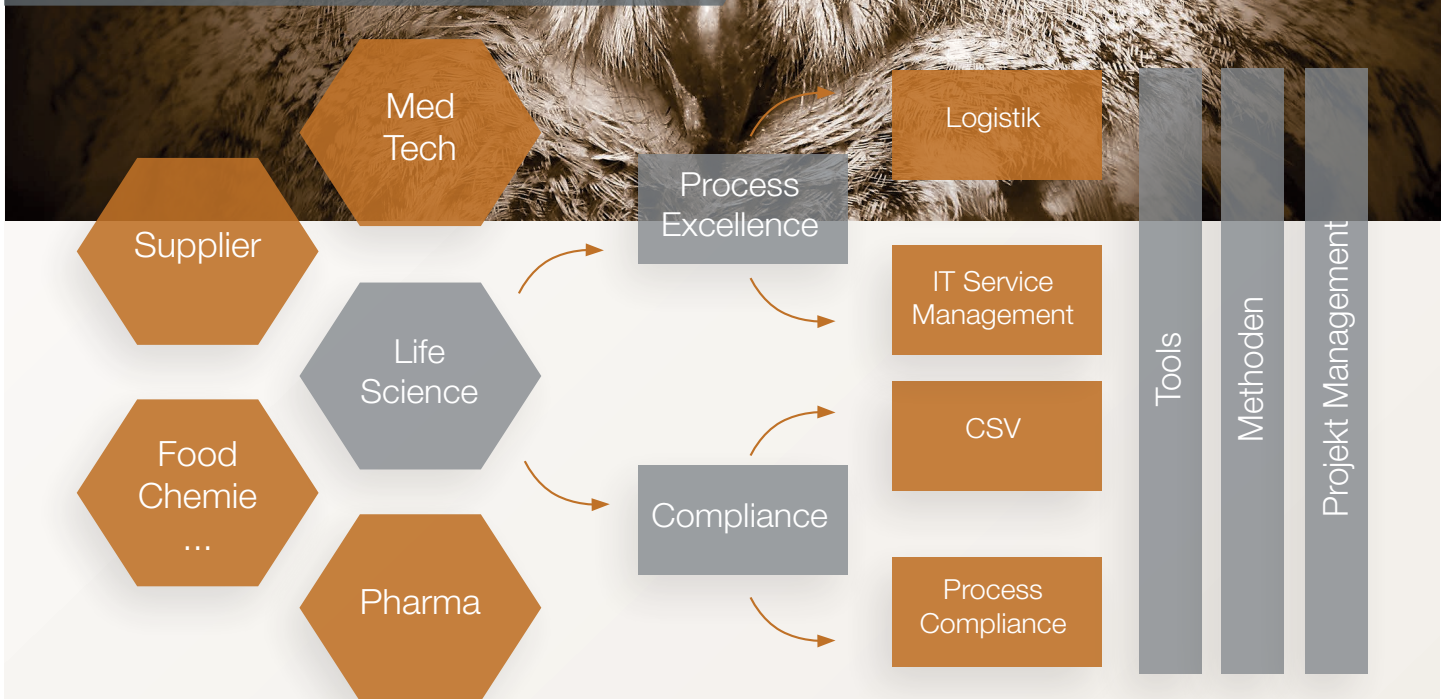 Med
Tech
Supplier
Life
Science
Food
Chemie
...
Pharma
Process
Excellence
Compliance
Logistik
IT Service
Management
CSV
Process
Compliance
Tools
Methoden
Projekt Management